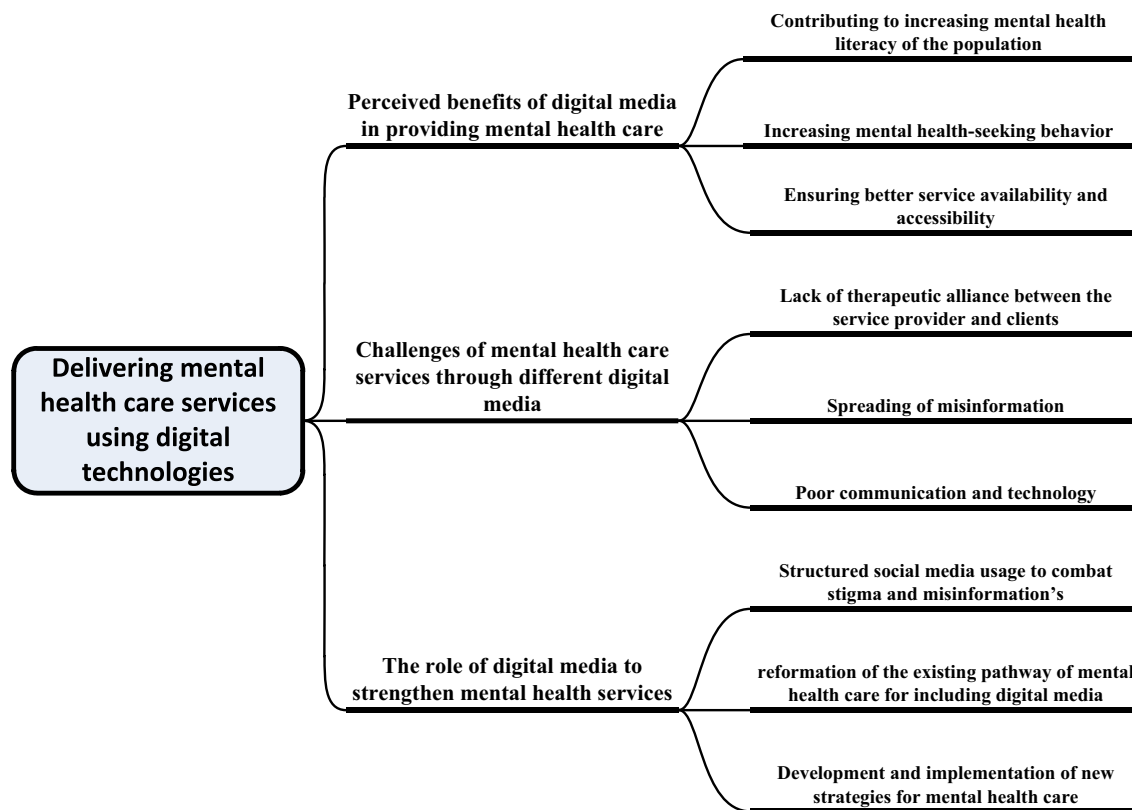 Delivering mental
health care services
using digital
technologies
Perceived benefits of digital media
in providing mental health care
Contributing to increasing mental health
literacy of the population
Increasing mental health-seeking behavior
Ensuring better service availability and
accessibility
Challenges of mental health care
services through different digital
media
Lack of therapeutic alliance between the
service provider and clients
Spreading of misinformation
Poor communication and technology
The role of digital media to
strengthen mental health services
Structured social media usage to combat
stigma and misinformation’s
reformation of the existing pathway of mental
health care for including digital media
Development and implementation of new
strategies for mental health care